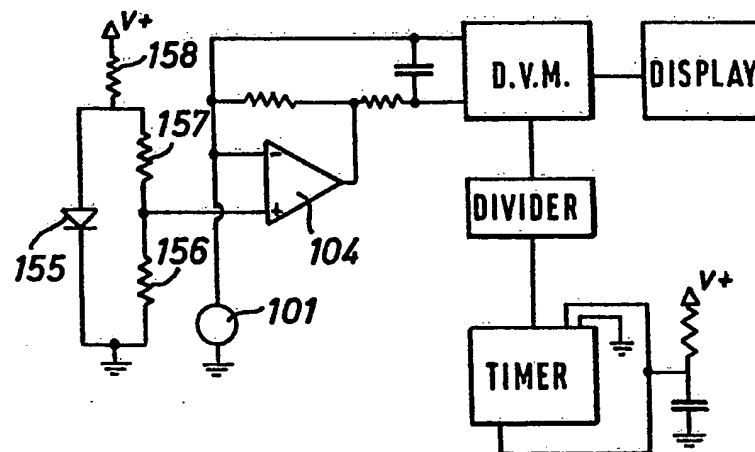 V+
158
157
155
156
101
-
+
104
D.V.M.
DISPLAY
DIVIDER
TIMER
V+